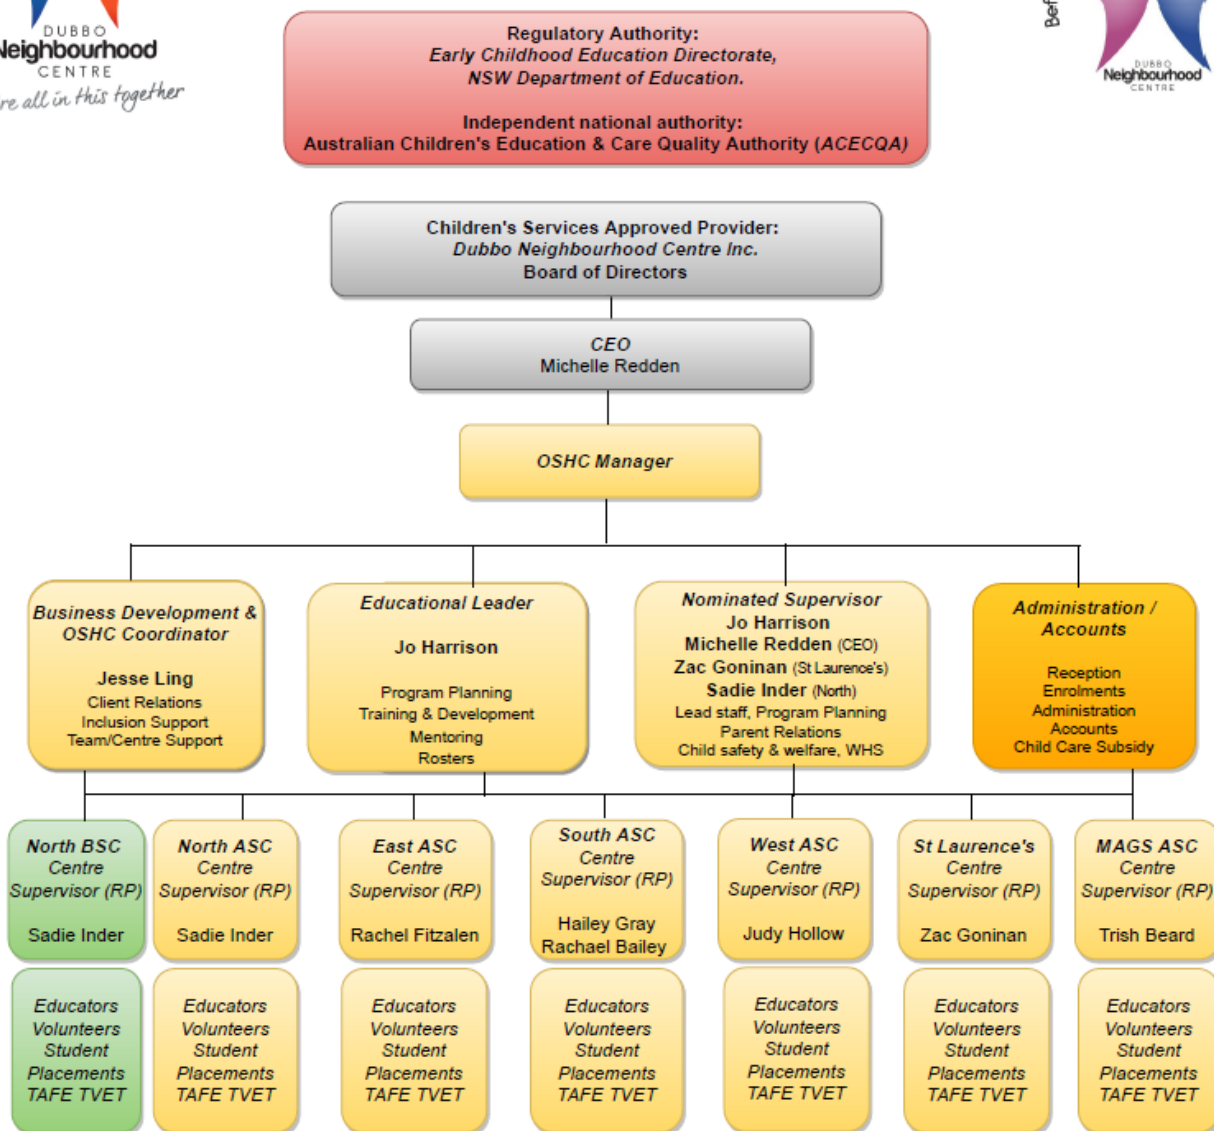 DUBBO
Neighbourhood
CENTRE
re all in this together
Bef
DUBBO
Neighbourhood
CENTRE
Regulatory Authority:
Early Childhood Education Directorate,
NSW Department of Education.
Independent national authority:
Australian Children's Education & Care Quality Authority (ACECQA)
Children's Services Approved Provider:
Dubbo Neighbourhood Centre Inc.
Board of Directors
CEO
Michelle Redden
OSHC Manager
Business Development &
OSHC Coordinator
Jesse Ling
Client Relations
Inclusion Support
Team/Centre Support
Educational Leader
Jo Harrison
Program Planning
Training & Development
Mentoring
Rosters
Nominated Supervisor
Jo Harrison
Michelle Redden (CEO)
Zac Goninan (St Laurence's)
Sadie Inder (North)
Lead staff, Program Planning
Parent Relations
Child safety & welfare, WHS
Administration /
Accounts
Reception
Enrolments
Administration
Accounts
Child Care Subsidy
North BSC
Centre
Supervisor (RP)
Sadie Inder
North ASC
Centre
Supervisor (RP)
Sadie Inder
East ASC
Centre
Supervisor (RP)
Rachel Fitzalen
South ASC
Centre
Supervisor (RP)
Hailey Gray
Rachael Bailey
West ASC
Centre
Supervisor (RP)
Judy Hollow
St Laurence's
Centre
Supervisor (RP)
Zac Goninan
MAGS ASC
Centre
Supervisor (RP)
Trish Beard
Educators
Volunteers
Student
Placements
TAFE TVET
Educators
Volunteers
Student
Placements
TAFE TVET
Educators
Volunteers
Student
Placements
TAFE TVET
Educators
Volunteers
Student
Placements
TAFE TVET
Educators
Volunteers
Student
Placements
TAFE TVET
Educators
Volunteers
Student
Placements
TAFE TVET
Educators
Volunteers
Student
Placements
TAFE TVET